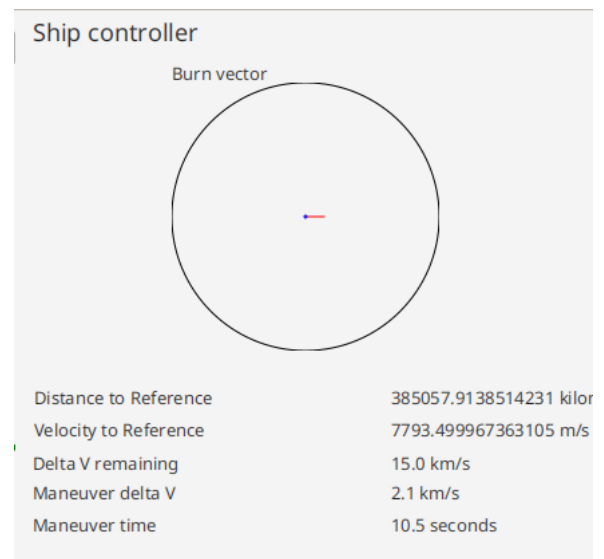 Ship controller
Burn vector
Distance to Reference 385057.9138514231 kilor
Velocity to Reference 7793.499967363105 m/s
Delta V remaining 15.0 km/s
Maneuver delta V 2.1 km/s
Maneuver time 10.5 seconds